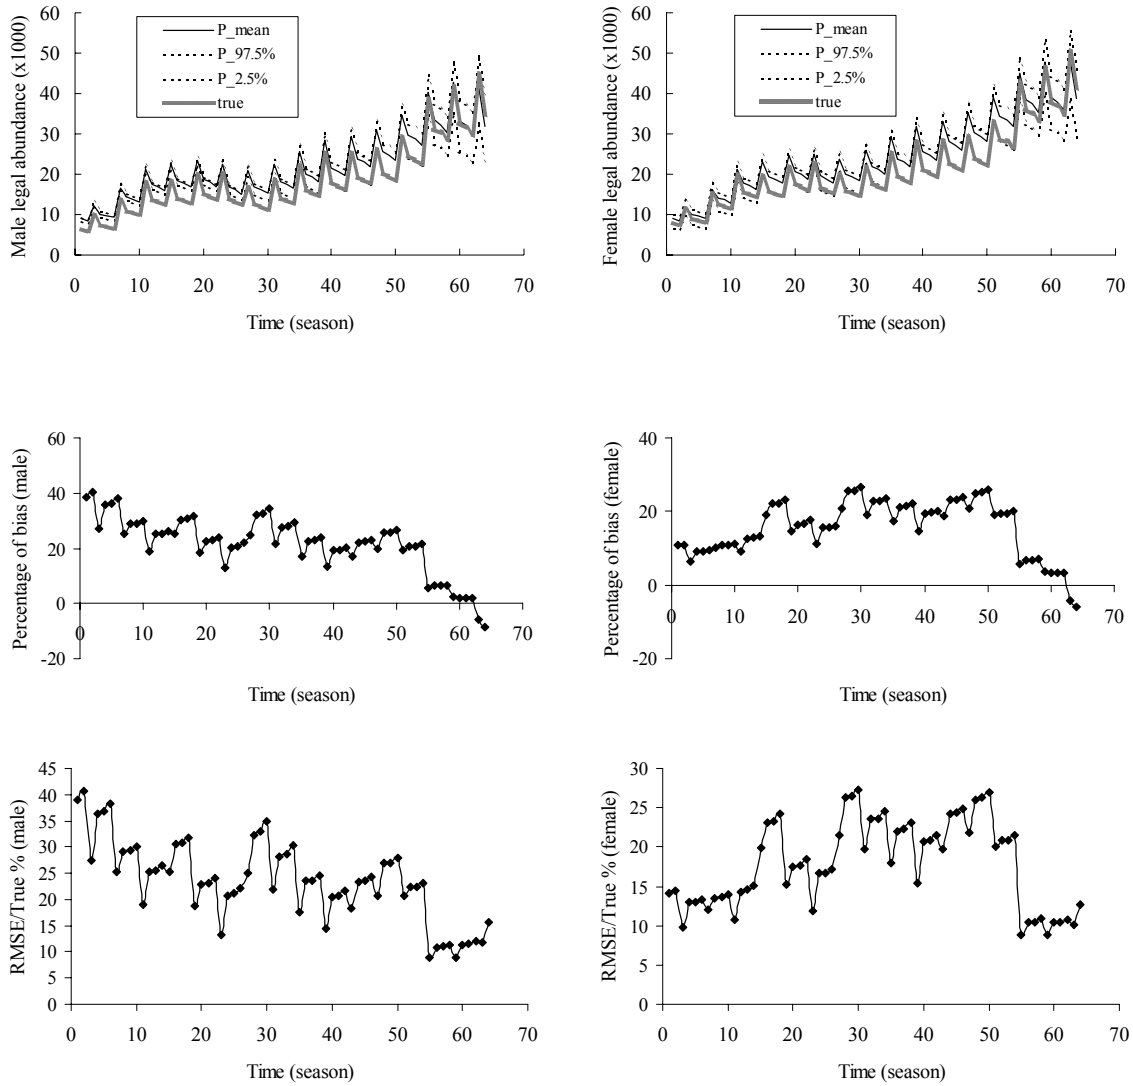 60
50
40
30
20
10
0
Male legal abundance (x1000)
P_mean
P_97.5%
P_2.5%
true
0 10 20 30 40 50 60 70
Time (season)
60
50
40
30
20
10
0
Female legal abundance (x1000)
P_mean
P_97.5%
P_2.5%
true
0 10 20 30 40 50 60 70
Time (season)
60
40
20
0
-20
Percentage of bias (male)
0 10 20 30 40 50 60 70
Time (season)
40
20
0
-20
Percentage of bias (female)
0 10 20 30 40 50 60 70
Time (season)
45
40
35
30
25
20
15
10
5
0
RMSE/True % (male)
0 10 20 30 40 50 60 70
Time (season)
30
25
20
15
10
5
0
RMSE/True % (female)
0 10 20 30 40 50 60 70
Time (season)